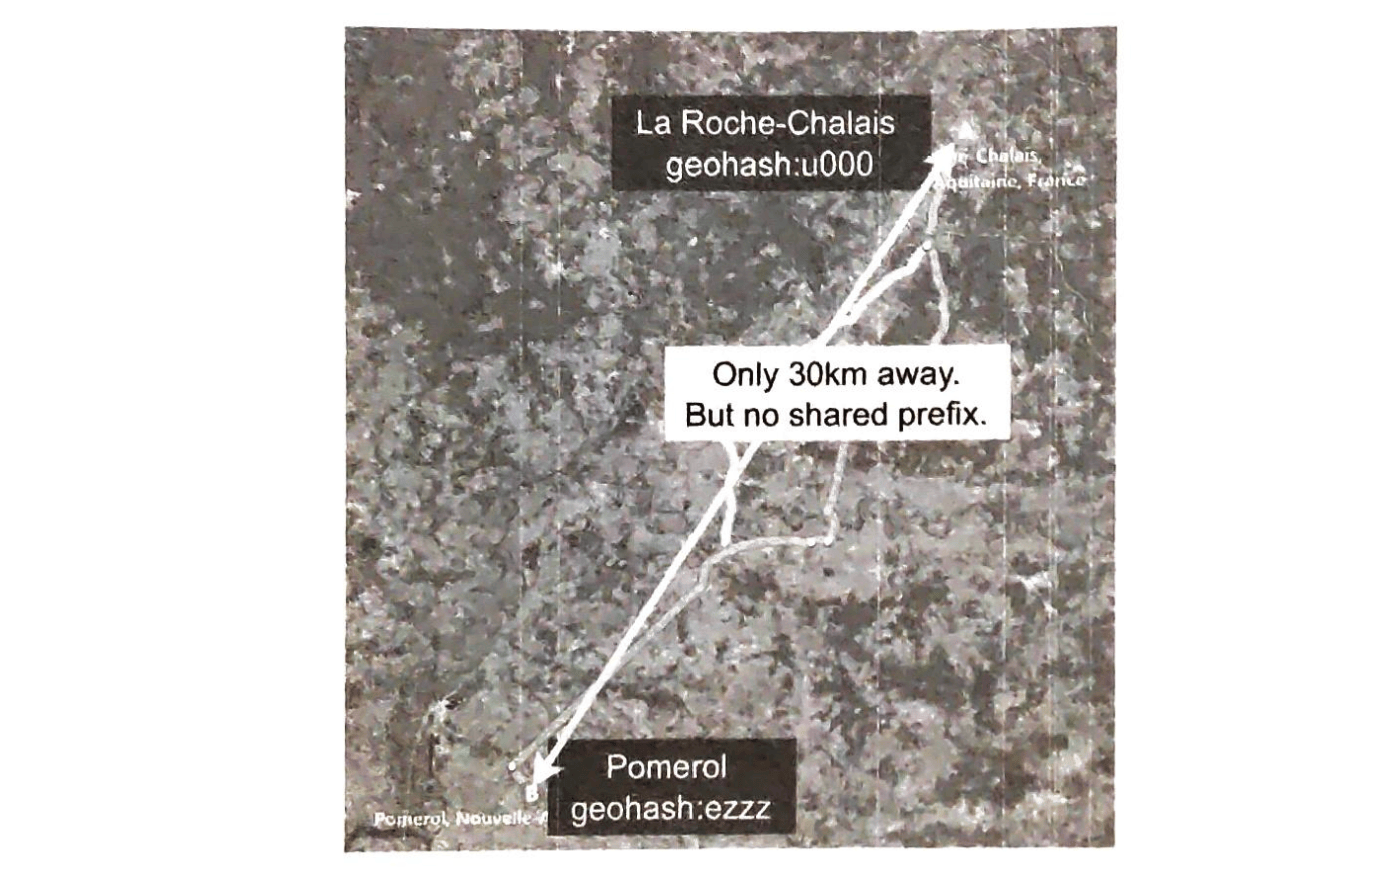 La Roche-Chalais
geohash:u000
Chalais,
Aquitaine, France
Only 30km away.
But no shared prefix.
Pomerol
geohash:ezzz
B
Pomerol, Nouvelle-A